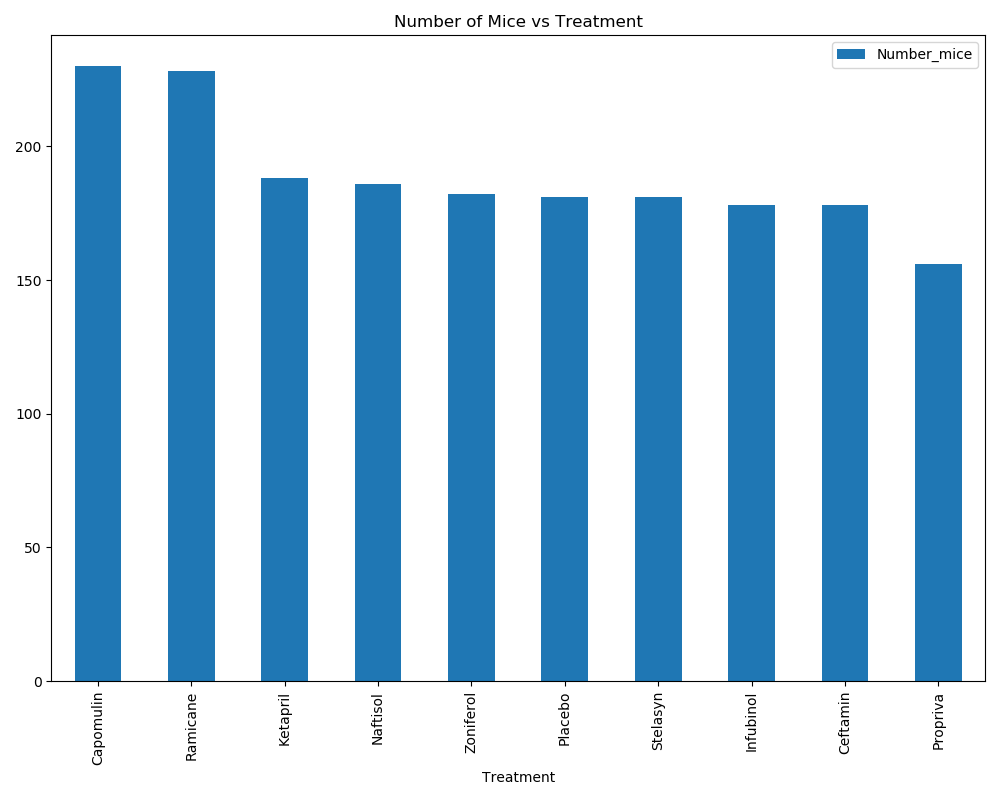 Number of Mice vs Treatment
Number_mice
200
150
100
50
0
Capomulin
Ramicane
Ketapril
Naftisol
Zoniferol
Placebo
Stelasyn
Infubinol
Ceftamin
Propriva
Treatment